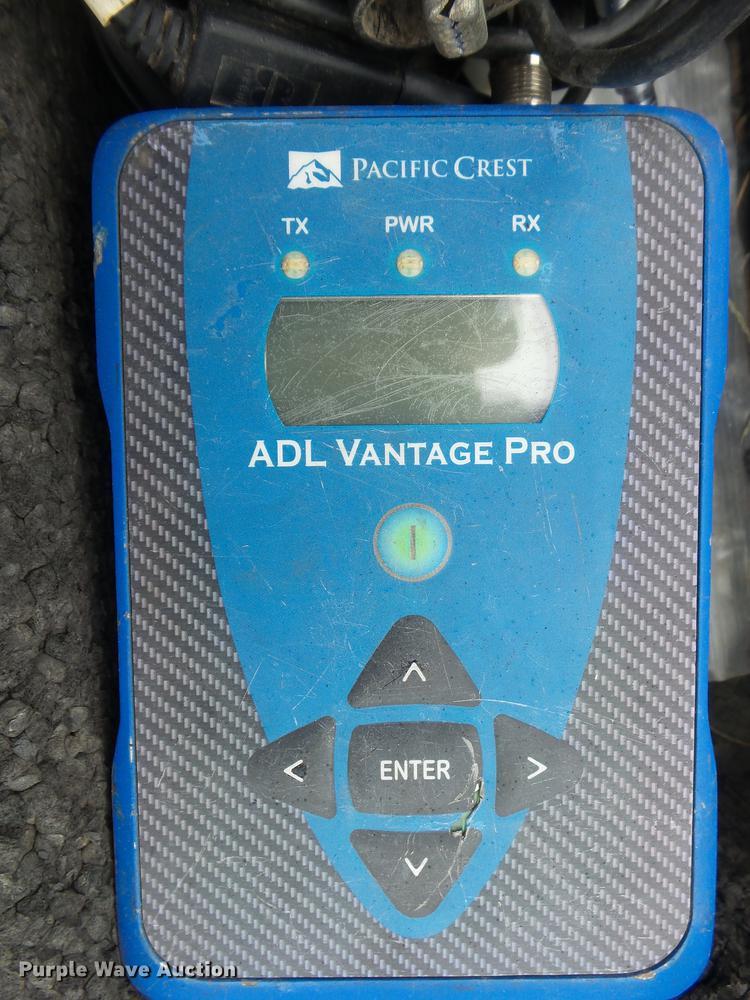 PACIFIC CREST
TX PWR RX
ADL VANTAGE PRO
ENTER
Purple Wave Auction